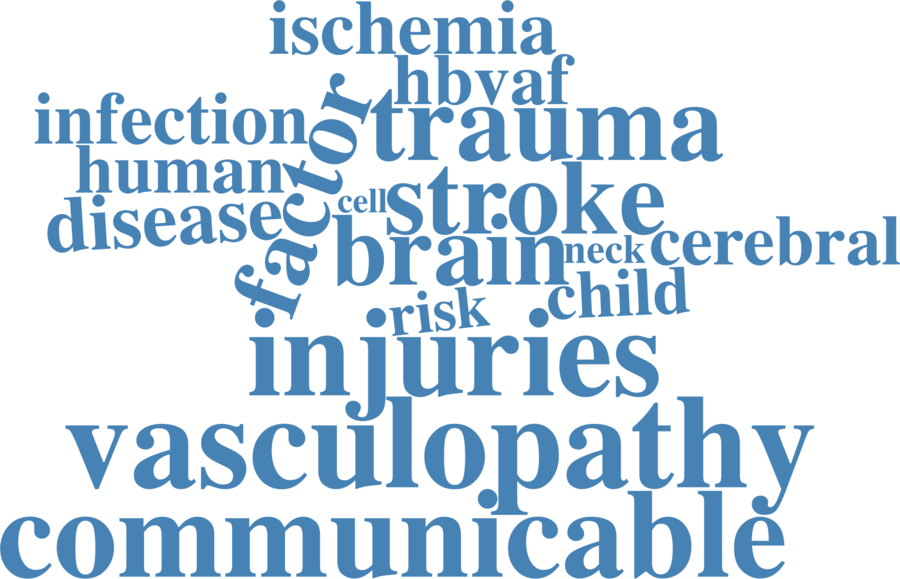 ischemia
hbvaf
infection
trauma
human
factor
cell
stroke
disease
brain
neck
cerebral
child
risk
injuries
vasculopathy
communicable